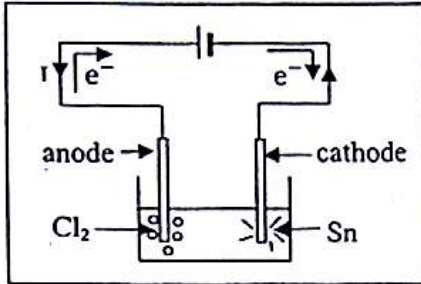 I e⁻ e⁻
anode cathode
Cl₂ Sn